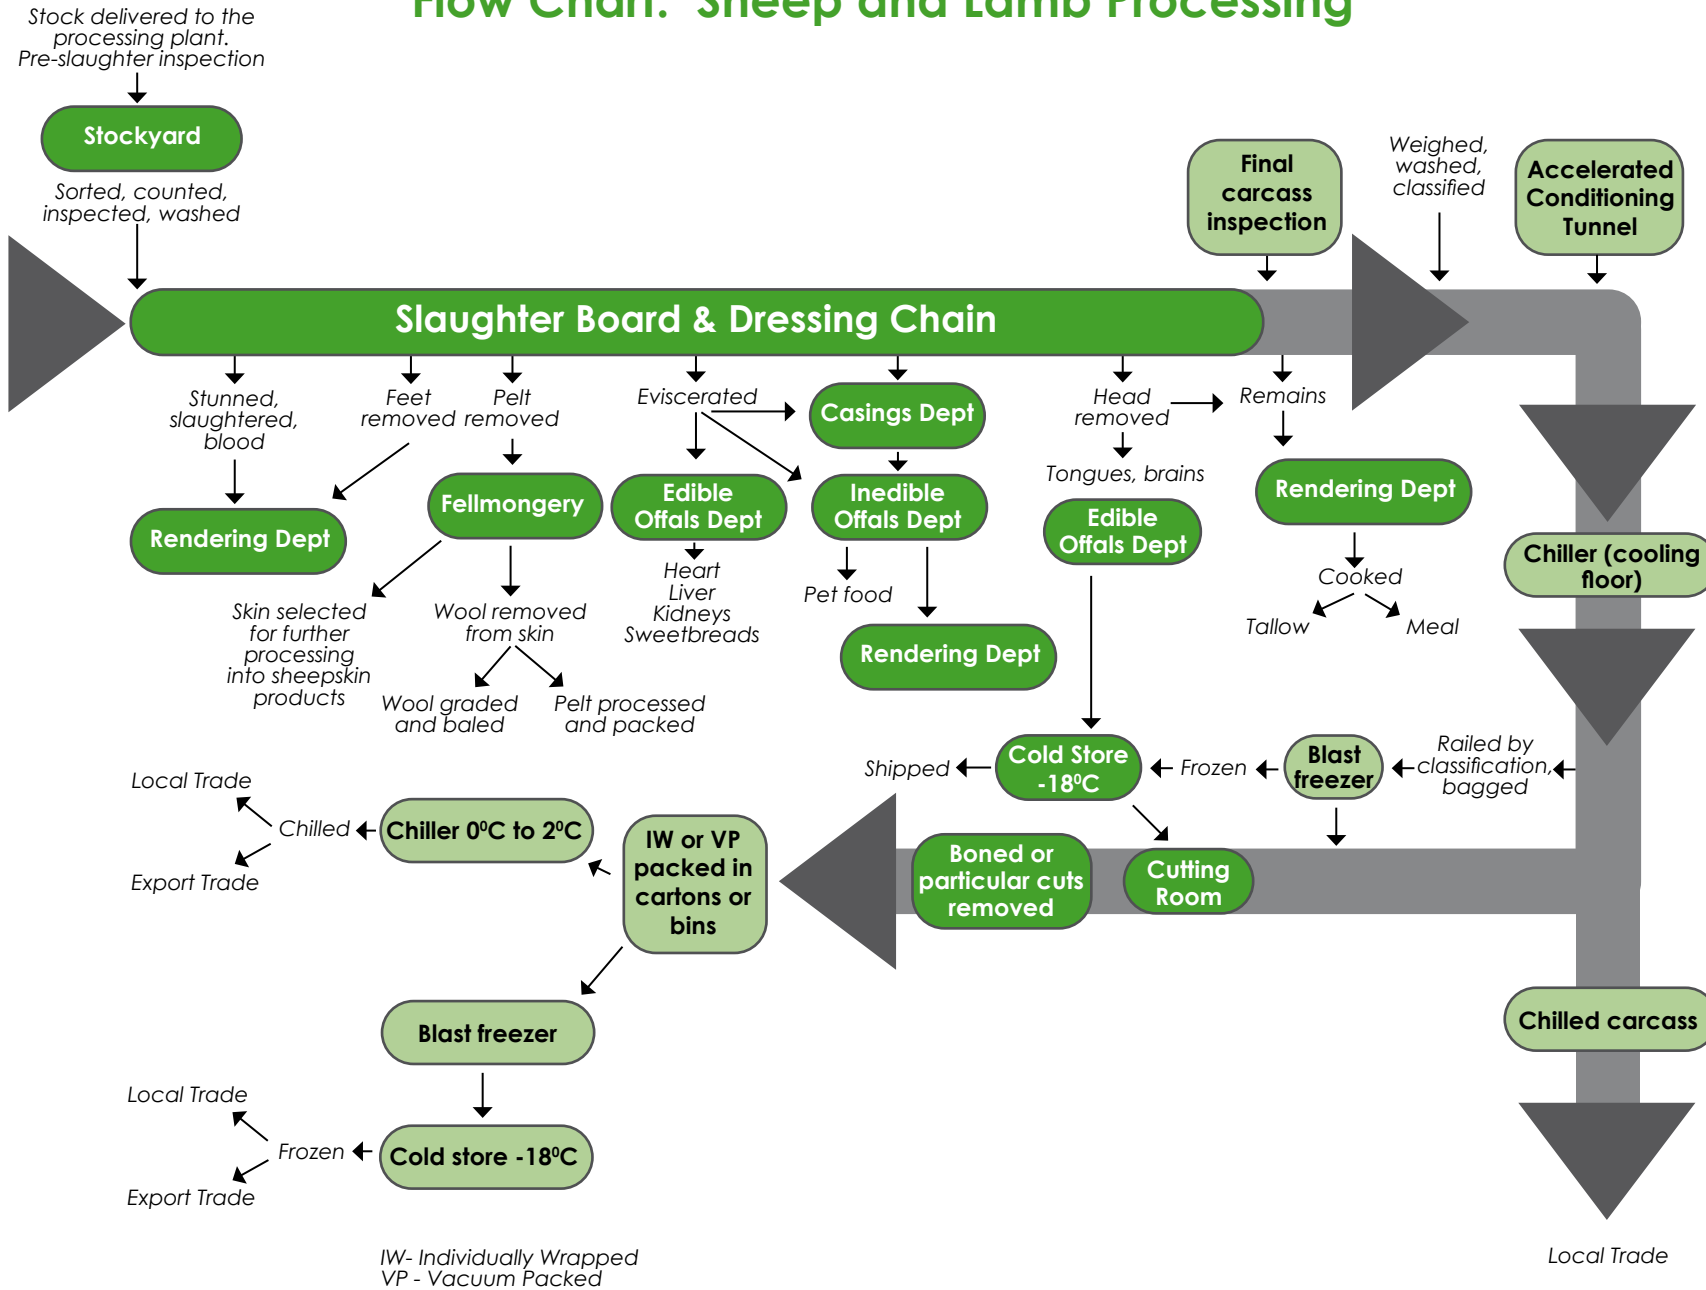 Flow Chart: Sheep and Lamb Processing
Stock delivered to the
processing plant.
Pre-slaughter inspection
Stockyard
Sorted, counted,
inspected, washed
Final
carcass
inspection
Weighed,
washed,
classified
Accelerated
Conditioning
Tunnel
Slaughter Board & Dressing Chain
Stunned,
slaughtered,
blood
Rendering Dept
Feet
removed
Pelt
removed
Fellmongery
Skin selected
for further
processing
into sheepskin
products
Wool removed
from skin
Wool graded
and baled
Pelt processed
and packed
Eviscerated
Edible
Offals Dept
Heart
Liver
Kidneys
Sweetbreads
Casings Dept
Inedible
Offals Dept
Pet food
Rendering Dept
Head
removed
Tongues, brains
Edible
Offals Dept
Remains
Rendering Dept
Cooked
Tallow
Meal
Chiller (cooling
floor)
Railed by
classification,
bagged
Blast
freezer
Frozen
Cold Store
-18⁰C
Shipped
Cutting
Room
Boned or
particular cuts
removed
IW or VP
packed in
cartons or
bins
Chiller 0⁰C to 2⁰C
Chilled
Local Trade
Export Trade
Blast freezer
Cold store -18⁰C
Frozen
Local Trade
Export Trade
Chilled carcass
Local Trade
IW- Individually Wrapped
VP - Vacuum Packed